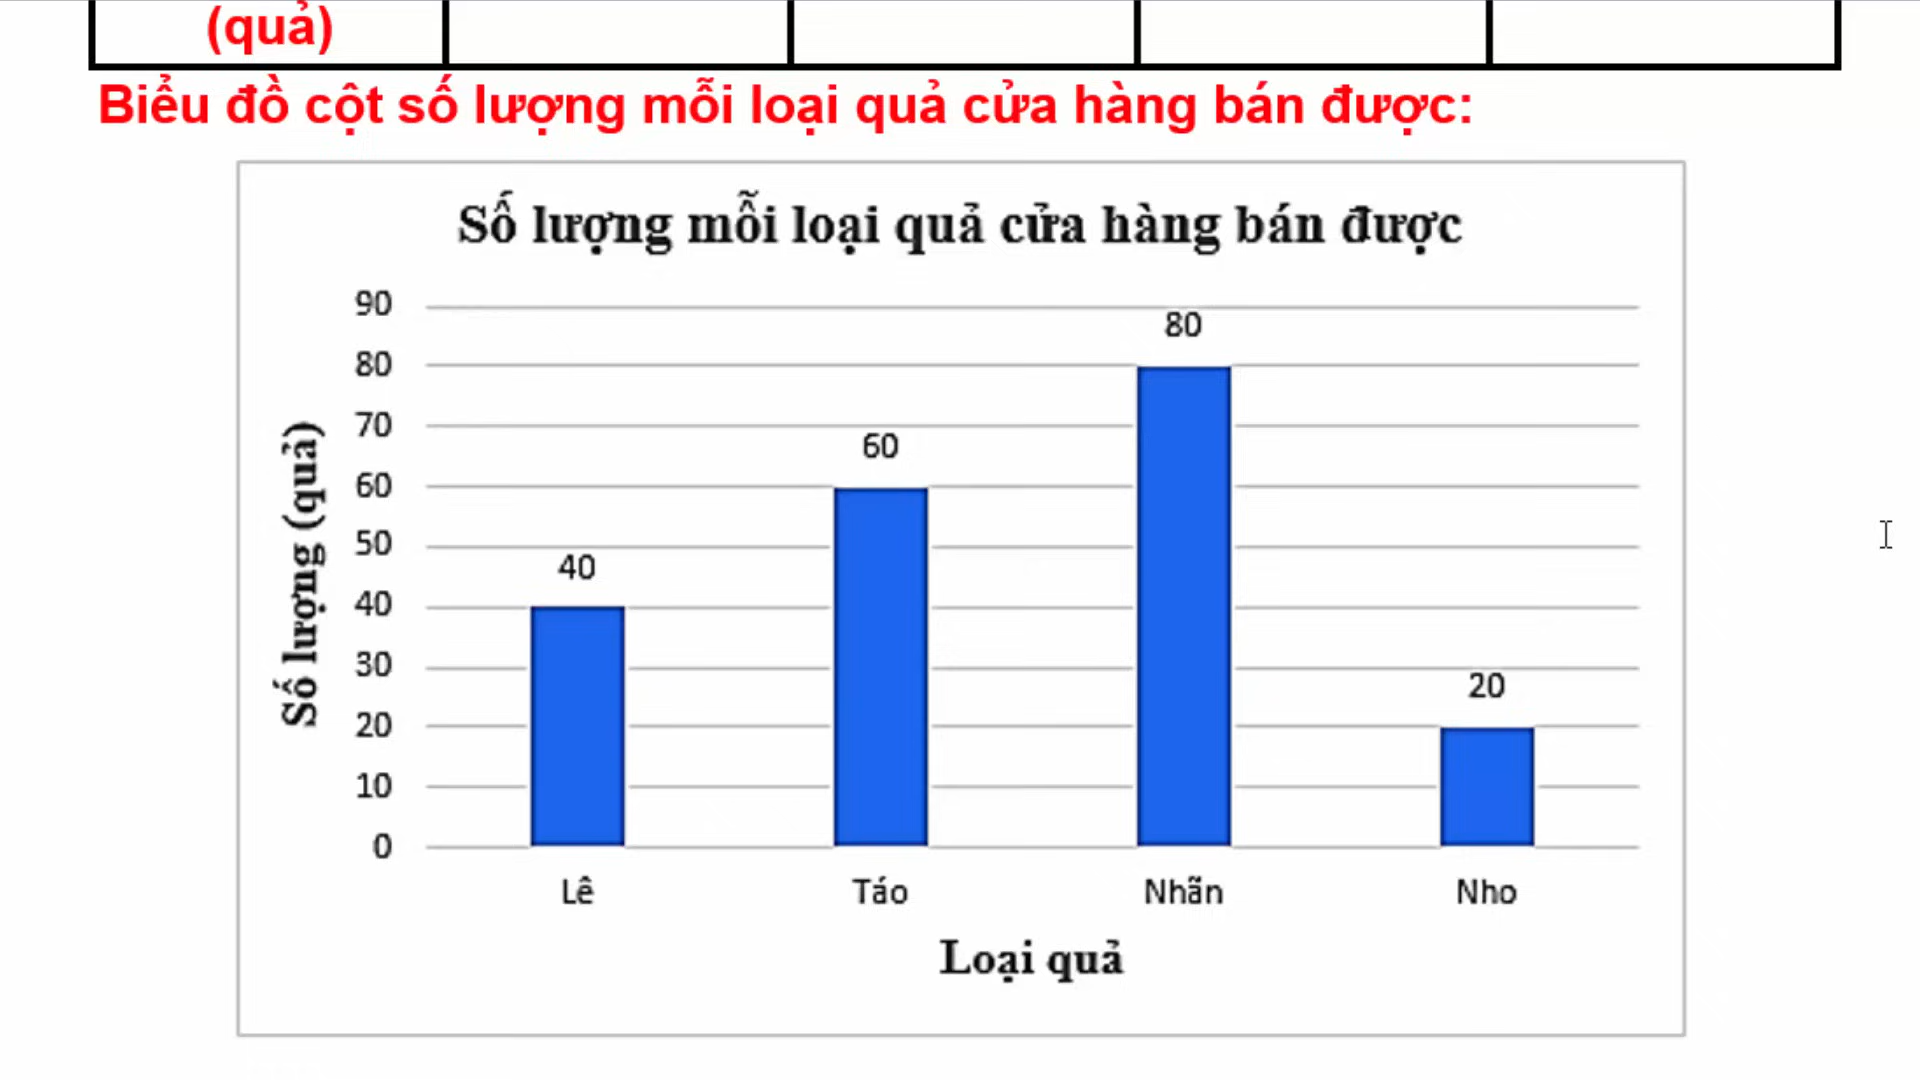 (quả)
Biểu đồ cột số lượng mỗi loại quả cửa hàng bán được:
Số lượng mỗi loại quả cửa hàng bán được
90
80
80
70
60
60
50
40
40
30
20
20
10
0
Số lượng (quả)
Lê Táo Nhãn Nho
Loại quả